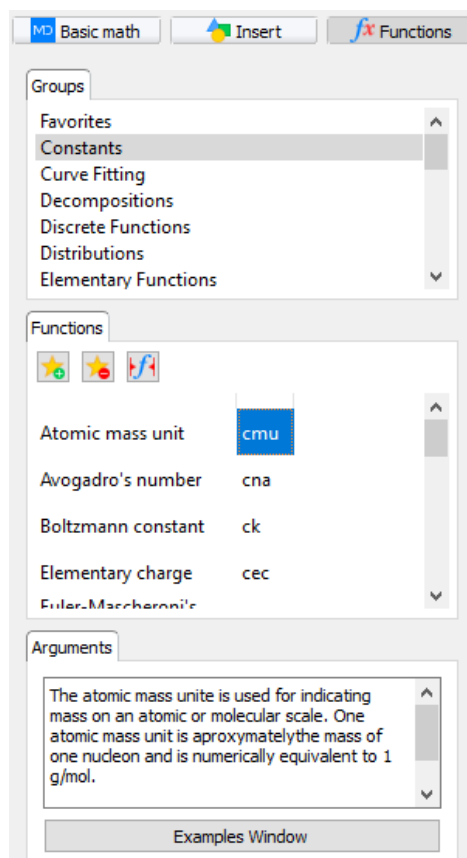 MD Basic math Insert fx Functions
Groups
Favorites
Constants
Curve Fitting
Decompositions
Discrete Functions
Distributions
Elementary Functions
Functions
f
Atomic mass unit cmu
Avogadro's number cna
Boltzmann constant ck
Elementary charge cec
Euler-Mascheroni's
Arguments
The atomic mass unite is used for indicating
mass on an atomic or molecular scale. One
atomic mass unit is aproxymatelythe mass of
one nucleon and is numerically equivalent to 1
g/mol.
Examples Window